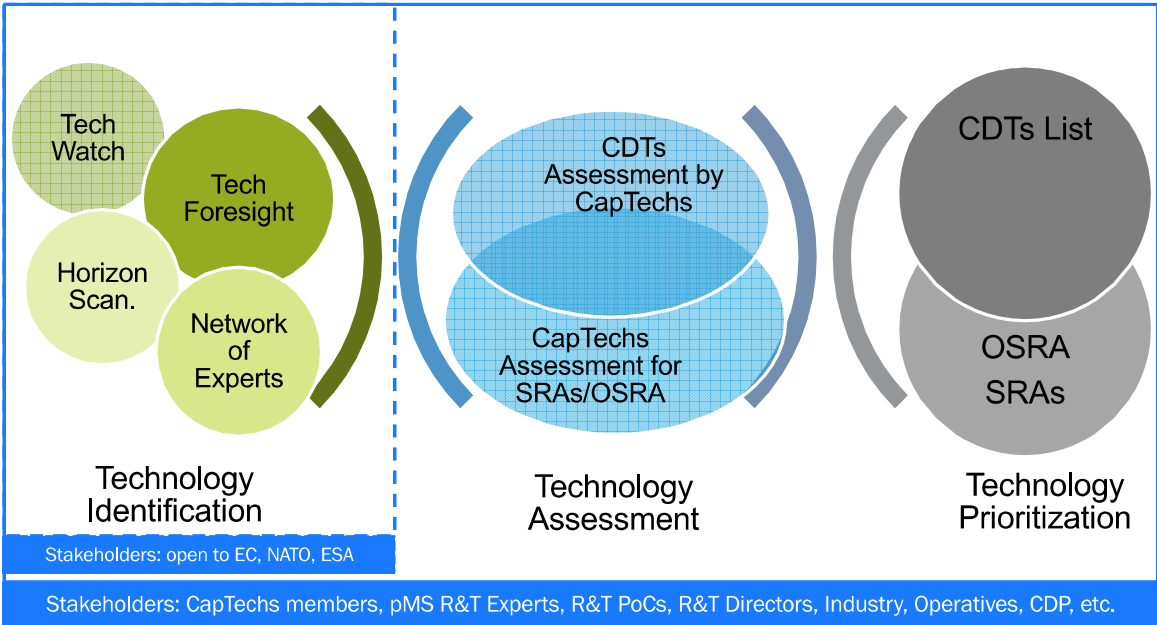 Tech
Watch
Tech
Foresight
Horizon
Scan.
Network
of
Experts
Technology
Identification
CDTs
Assessment by
CapTechs
CapTechs
Assessment for
SRAs/OSRA
Technology
Assessment
CDTs List
OSRA
SRAs
Technology
Prioritization
Stakeholders: open to EC, NATO, ESA
Stakeholders: CapTechs members, pMS R&T Experts, R&T PoCs, R&T Directors, Industry, Operatives, CDP, etc.